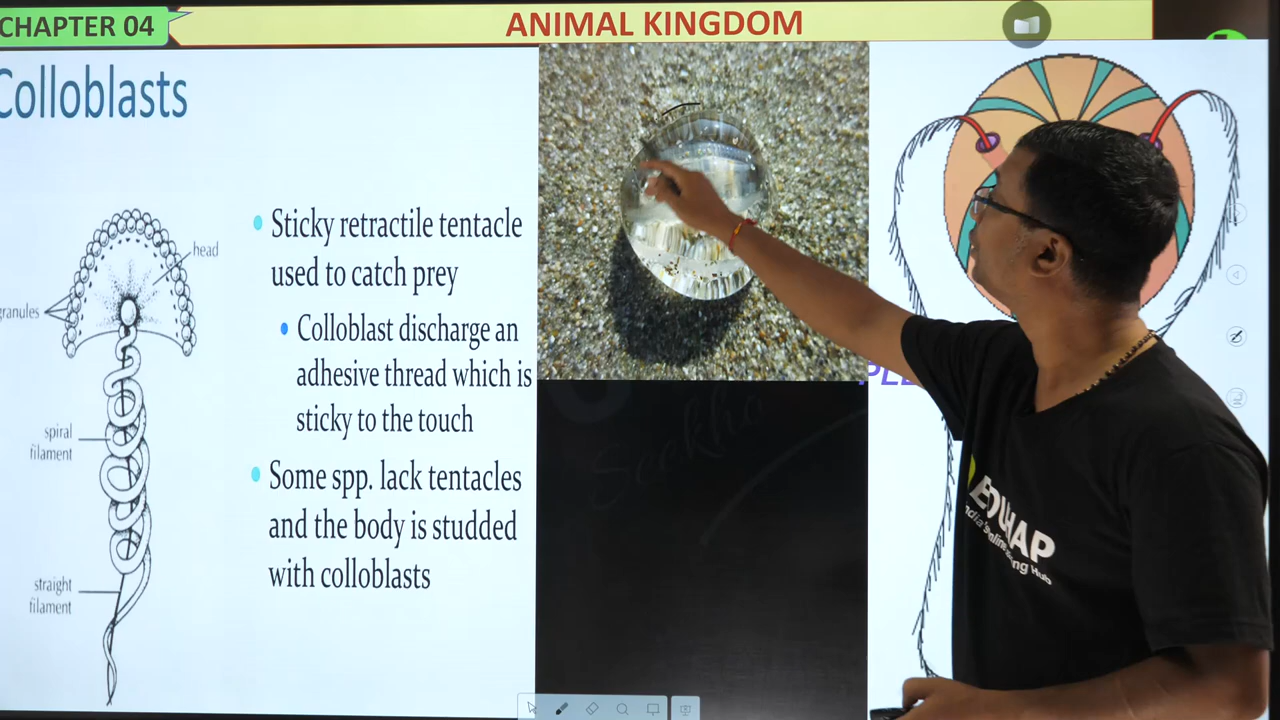 CHAPTER 04
ANIMAL KINGDOM
Colloblasts
head
granules
spiral
filament
straight
filament
Sticky retractile tentacle
used to catch prey
Colloblast discharge an
adhesive thread which is
sticky to the touch
Some spp. lack tentacles
and the body is studded
with colloblasts
Seekho